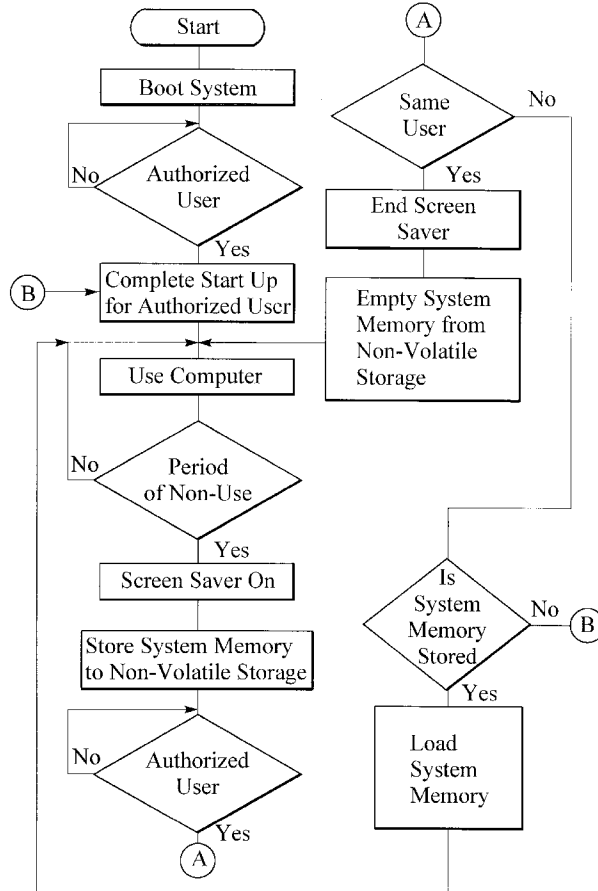 Start
Boot System
No
Authorized
User
Yes
B
Complete Start Up
for Authorized User
Use Computer
No
Period
of Non-Use
Yes
Screen Saver On
Store System Memory
to Non-Volatile Storage
No
Authorized
User
Yes
A
A
Same
User
No
Yes
End Screen
Saver
Empty System
Memory from
Non-Volatile
Storage
Is
System
Memory
Stored
No
B
Yes
Load
System
Memory